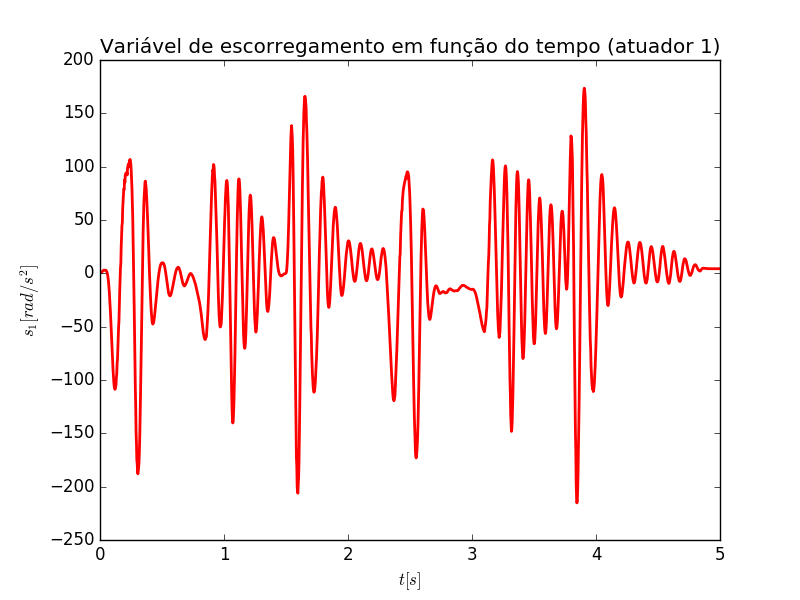 Variável de escorregamento em função do tempo (atuador 1)
200
150
100
50
0
−50
−100
−150
−200
−250
s₁[rad/s²]
0 1 2 3 4 5
t[s]